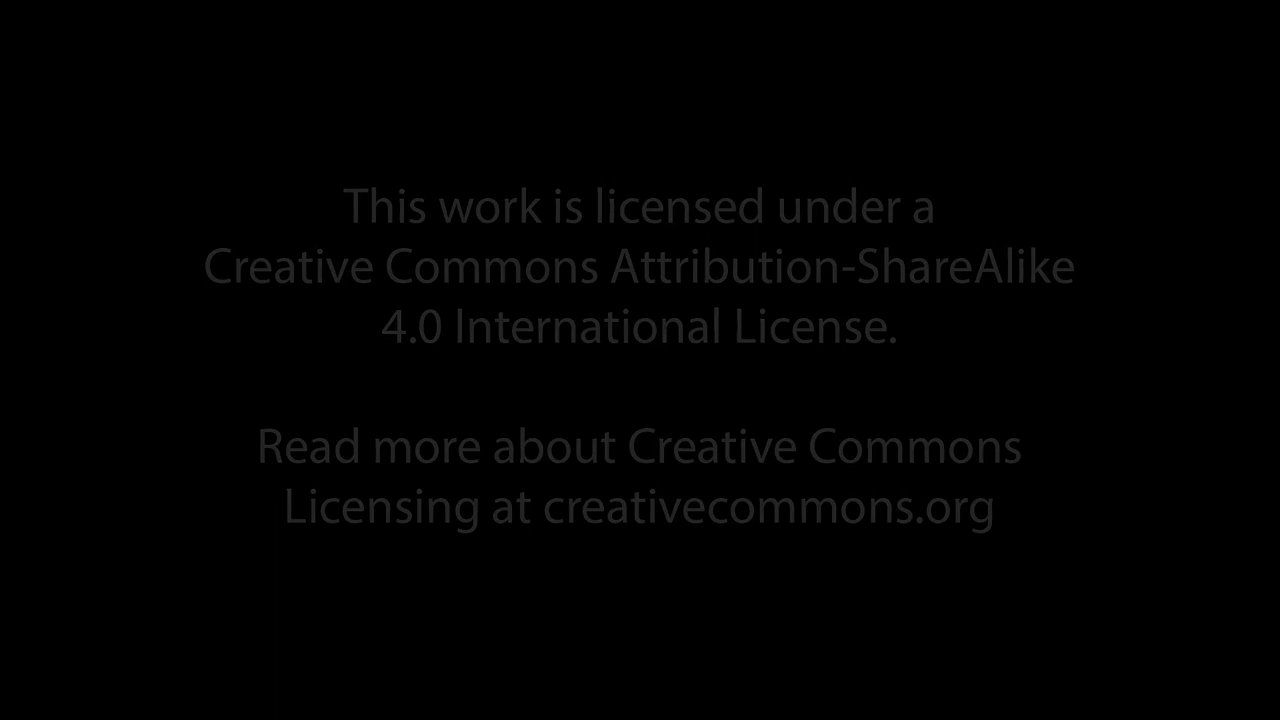 This work is licensed under a
Creative Commons Attribution-ShareAlike
4.0 International License.
Read more about Creative Commons
Licensing at creativecommons.org